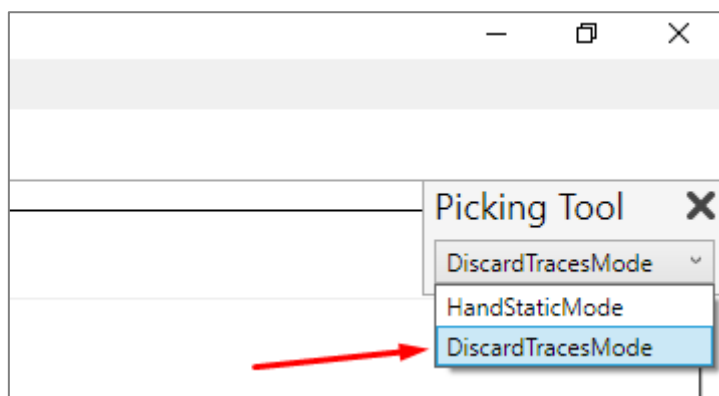 Picking Tool
DiscardTracesMode
HandStaticMode
DiscardTracesMode